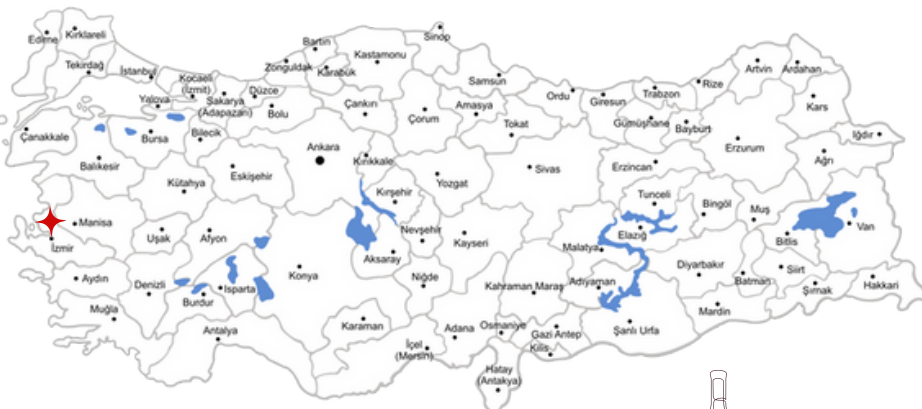 Edirne
Kırklareli
Tekirdağ
İstanbul
Kocaeli
(İzmit)
Yalova
Sakarya
(Adapazarı)
Düzce
Bolu
Zonguldak
Bartın
Karabük
Kastamonu
Sinop
Çankırı
Çorum
Samsun
Amasya
Tokat
Ordu
Giresun
Trabzon
Rize
Artvin
Ardahan
Gümüşhane
Bayburt
Kars
Iğdır
Ağrı
Erzurum
Erzincan
Sivas
Çanakkale
Bursa
Bilecik
Balıkesir
Kütahya
Eskişehir
Ankara
Kırıkkale
Kırşehir
Yozgat
Nevşehir
Kayseri
Aksaray
Niğde
Manisa
İzmir
Uşak
Afyon
Aydın
Denizli
Muğla
Burdur
Isparta
Antalya
Konya
Karaman
İçel
(Mersin)
Adana
Osmaniye
Hatay
(Antakya)
Kilis
Gazi Antep
Kahraman Maraş
Malatya
Adıyaman
Şanlı Urfa
Elazığ
Tunceli
Bingöl
Muş
Bitlis
Van
Diyarbakır
Batman
Siirt
Mardin
Şırnak
Hakkari